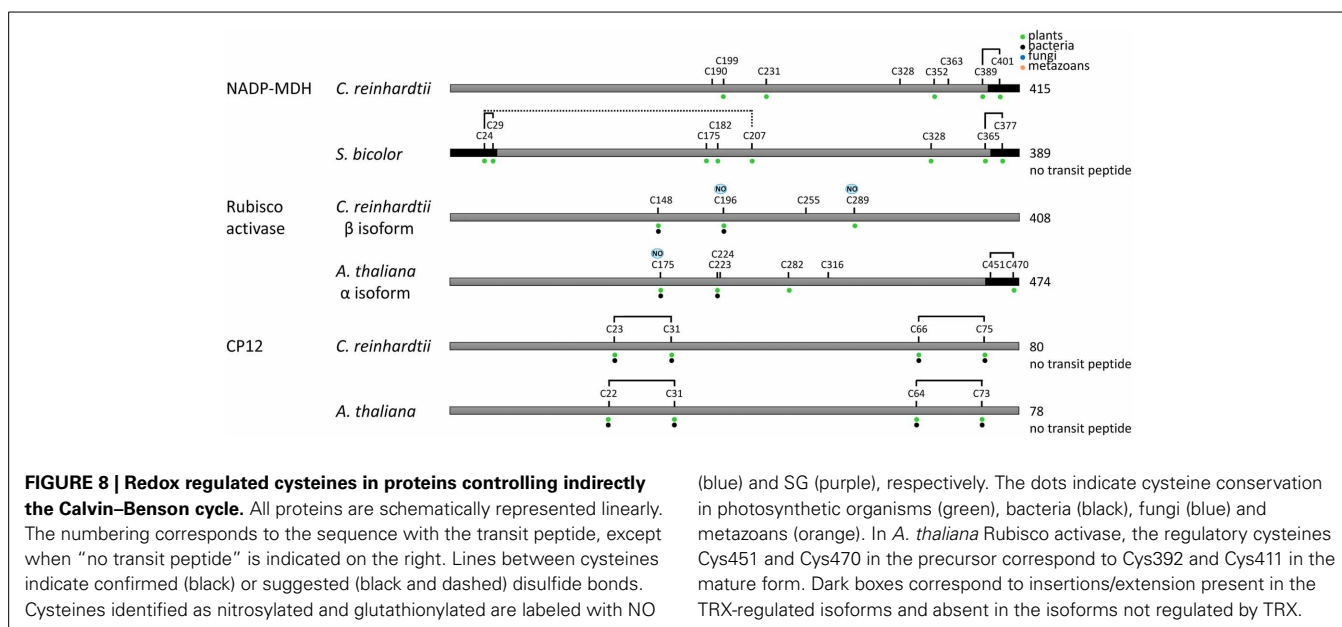 plants
bacteria
fungi
metazoans
C199
C190 C231 C328 C352 C363 C389 C401
NADP-MDH C. reinhardtii 415
C29 C182 C377
C24 C175 C207 C328 C365
S. bicolor 389
no transit peptide
NO NO
Rubisco C. reinhardtii C148 C196 C255 C289
activase β isoform 408
NO C224
A. thaliana C175 C223 C282 C316 C451 C470
α isoform 474
C23 C31 C66 C75
CP12 C. reinhardtii 80
no transit peptide
C22 C31 C64 C73
A. thaliana 78
no transit peptide
FIGURE 8 | Redox regulated cysteines in proteins controlling indirectly
the Calvin–Benson cycle. All proteins are schematically represented linearly.
The numbering corresponds to the sequence with the transit peptide, except
when “no transit peptide” is indicated on the right. Lines between cysteines
indicate confirmed (black) or suggested (black and dashed) disulfide bonds.
Cysteines identified as nitrosylated and glutathionylated are labeled with NO
(blue) and SG (purple), respectively. The dots indicate cysteine conservation
in photosynthetic organisms (green), bacteria (black), fungi (blue) and
metazoans (orange). In A. thaliana Rubisco activase, the regulatory cysteines
Cys451 and Cys470 in the precursor correspond to Cys392 and Cys411 in the
mature form. Dark boxes correspond to insertions/extension present in the
TRX-regulated isoforms and absent in the isoforms not regulated by TRX.